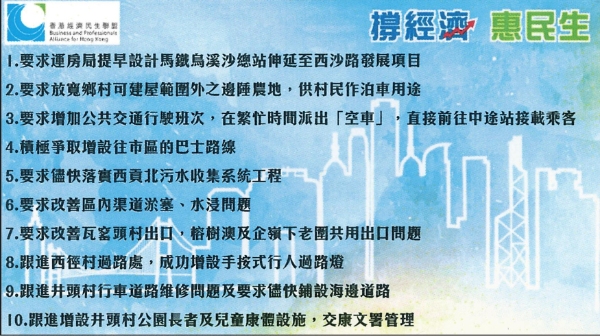 香港經濟民生聯盟
Business and Professionals
Alliance for Hong Kong
撐經濟 惠民生
1.要求運房局提早設計馬鐵烏溪沙總站伸延至西沙路發展項目
2.要求放寬鄉村可建屋範圍外之邊陲農地，供村民作泊車用途
3.要求增加公共交通行駛班次，在繁忙時間派出「空車」，直接前往中途站接載乘客
4.積極爭取增設往市區的巴士路線
5.要求儘快落實西貢北污水收集系統工程
6.要求改善區內渠道淤塞、水浸問題
7.要求改善瓦窰頭村出口，榕樹澳及企嶺下老圍共用出口問題
8.跟進西徑村過路處，成功增設手按式行人過路燈
9.跟進井頭村行車道路維修問題及要求儘快鋪設海邊道路
10.跟進增設井頭村公園長者及兒童康體設施，交康文署管理